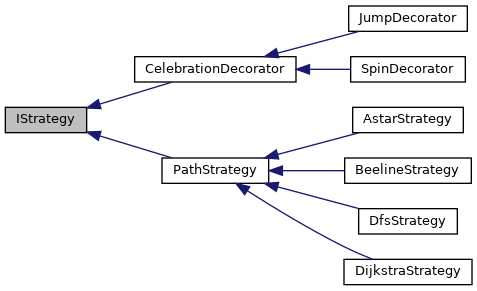 JumpDecorator
CelebrationDecorator
SpinDecorator
IStrategy
AstarStrategy
PathStrategy
BeelineStrategy
DfsStrategy
DijkstraStrategy